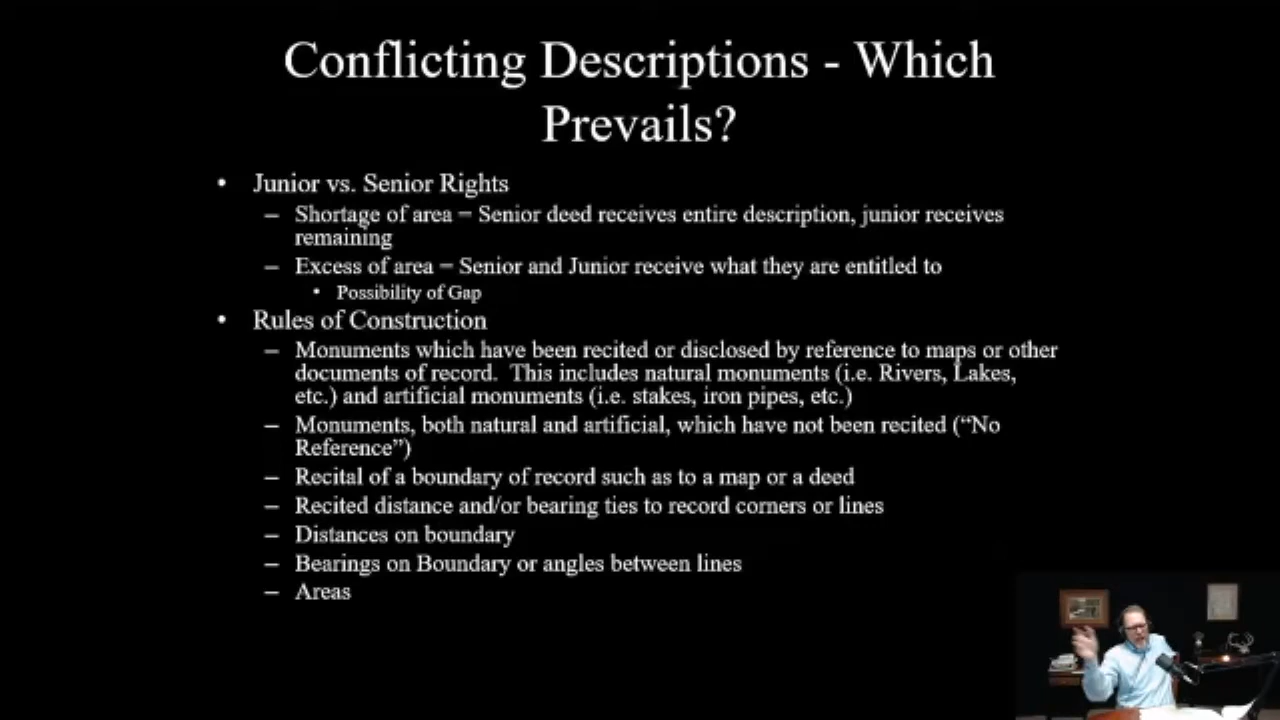 Conflicting Descriptions - Which
Prevails?
• Junior vs. Senior Rights
– Shortage of area = Senior deed receives entire description, junior receives
remaining
– Excess of area = Senior and Junior receive what they are entitled to
• Possibility of Gap
• Rules of Construction
– Monuments which have been recited or disclosed by reference to maps or other
documents of record. This includes natural monuments (i.e. Rivers, Lakes,
etc.) and artificial monuments (i.e. stakes, iron pipes, etc.)
– Monuments, both natural and artificial, which have not been recited (“No
Reference”)
– Recital of a boundary of record such as to a map or a deed
– Recited distance and/or bearing ties to record corners or lines
– Distances on boundary
– Bearings on Boundary or angles between lines
– Areas